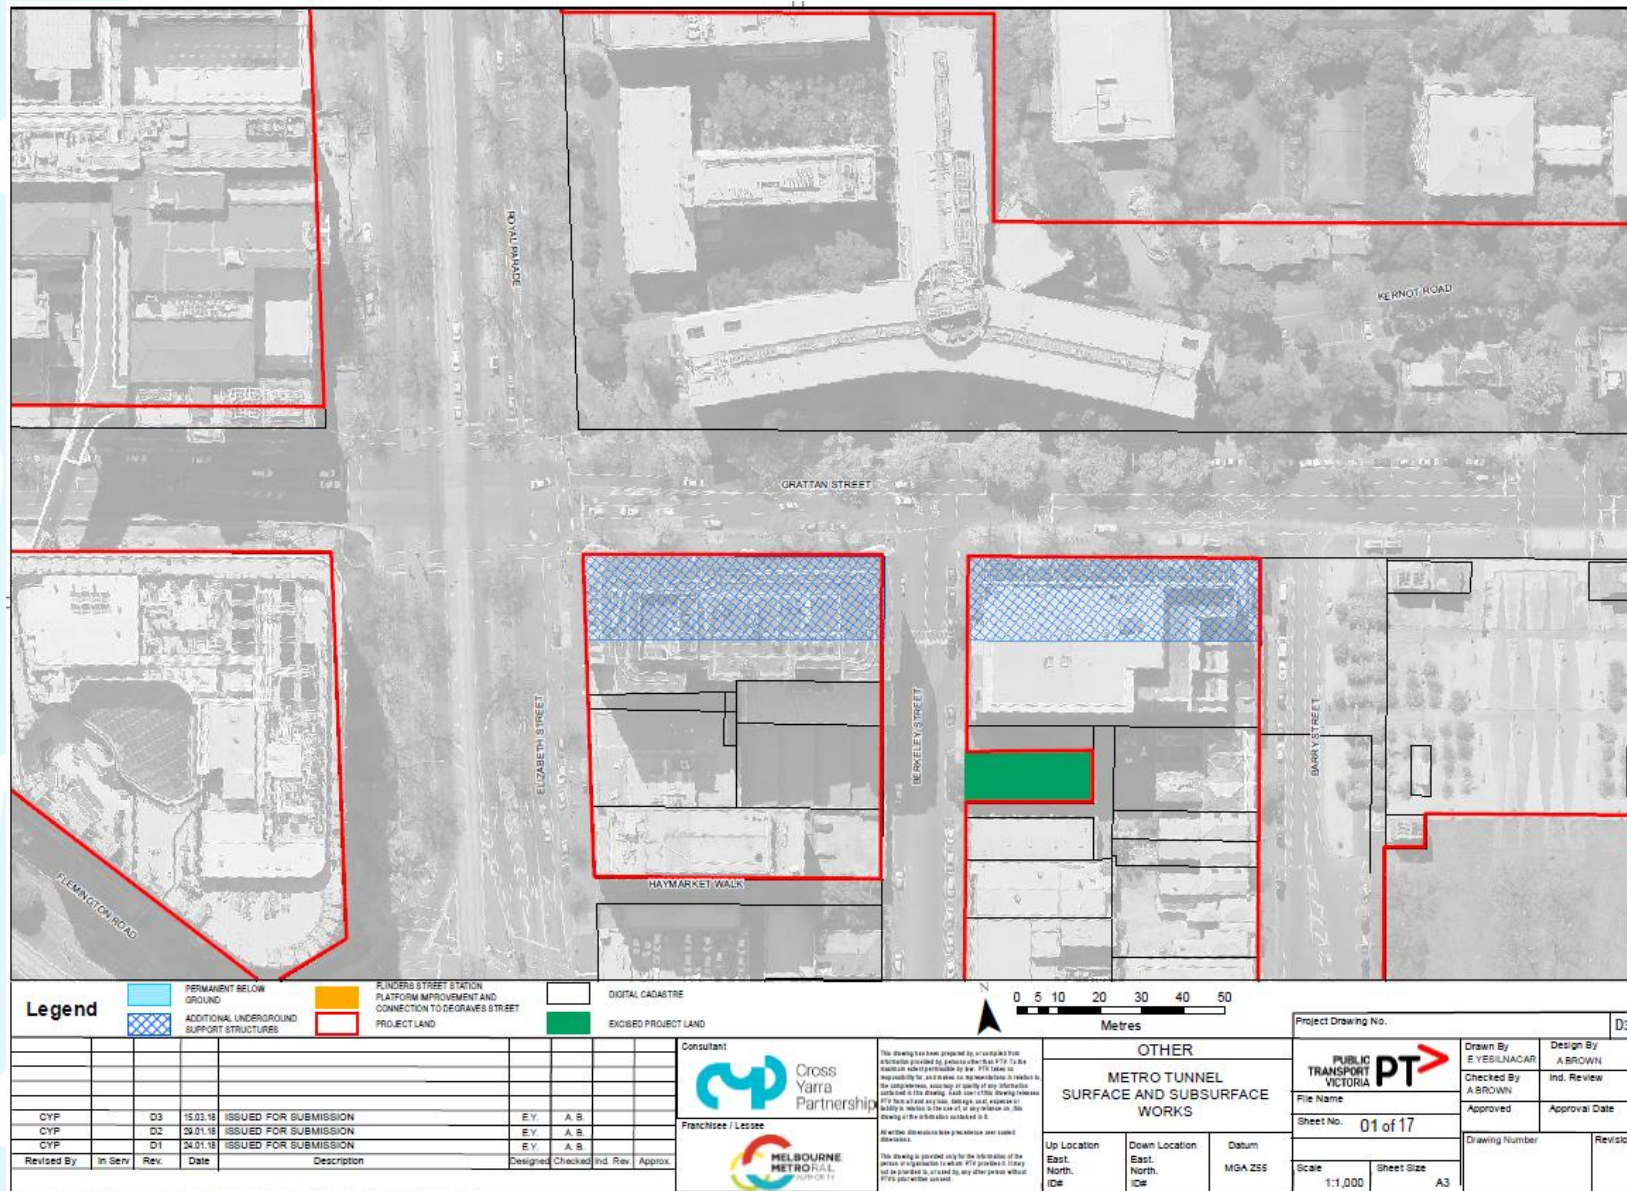 ROYAL PARADE
KERNOT ROAD
GRATTAN STREET
ELIZABETH STREET
BERKELEY STREET
BARRY STREET
HAYMARKET WALK
FLEMINGTON ROAD
Legend
PERMANENT BELOW
GROUND
ADDITIONAL UNDERGROUND
SUPPORT STRUCTURES
FLINDERS STREET STATION
PLATFORM IMPROVEMENT AND
CONNECTION TO DEGRAVES STREET
PROJECT LAND
DIGITAL CADASTRE
EXCISED PROJECT LAND
N
0 5 10 20 30 40 50
Metres
Project Drawing No.
CYP D3 15.03.18 ISSUED FOR SUBMISSION E.Y. A. B.
CYP D2 29.01.18 ISSUED FOR SUBMISSION E.Y. A. B.
CYP D1 24.01.18 ISSUED FOR SUBMISSION E.Y. A. B.
Revised By In Serv Rev. Date Description Designed Checked Ind. Rev. Approx.
Consultant
Cross
Yarra
Partnership
Franchisee / Lessee
MELBOURNE
METRO RAIL
AUTHORITY
OTHER
METRO TUNNEL
SURFACE AND SUBSURFACE
WORKS
Up Location
East.
North.
ID#
Down Location
East.
North.
ID#
Datum
MGA Z55
PUBLIC
TRANSPORT
VICTORIA
PT>
File Name
Sheet No. 01 of 17
Scale
1:1,000
Sheet Size
A3
Drawn By
E YESILNACAR
Design By
A BROWN
Checked By
A BROWN
Ind. Review
Approved
Approval Date
Drawing Number